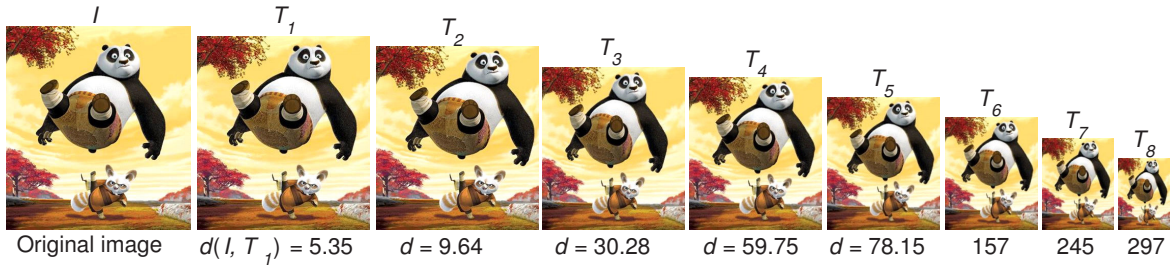 I
T1
T2
T3
T4
T5
T6
T7
T8
Original image
d(I, T1) = 5.35
d = 9.64
d = 30.28
d = 59.75
d = 78.15
157
245
297